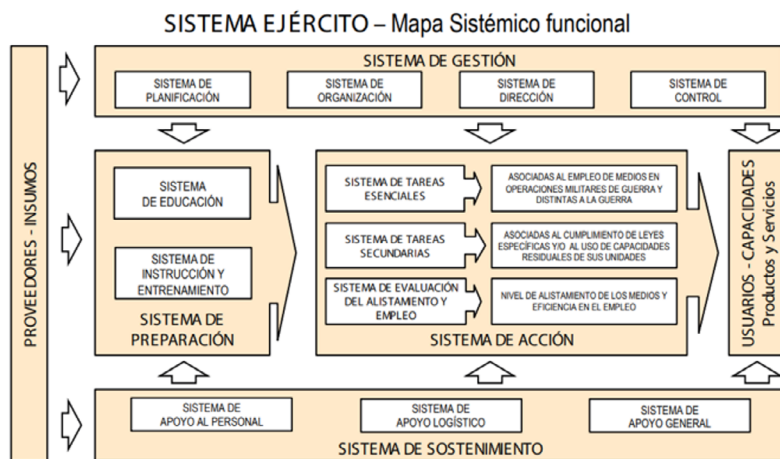 SISTEMA EJÉRCITO – Mapa Sistémico funcional
PROVEEDORES - INSUMOS
SISTEMA DE GESTIÓN
SISTEMA DE
PLANIFICACIÓN
SISTEMA DE
ORGANIZACIÓN
SISTEMA DE
DIRECCIÓN
SISTEMA DE
CONTROL
SISTEMA
DE EDUCACIÓN
SISTEMA DE
INSTRUCCIÓN Y
ENTRENAMIENTO
SISTEMA DE
PREPARACIÓN
SISTEMA DE TAREAS
ESENCIALES
ASOCIADAS AL EMPLEO DE MEDIOS EN
OPERACIONES MILITARES DE GUERRA Y
DISTINTAS A LA GUERRA
SISTEMA DE TAREAS
SECUNDARIAS
ASOCIADAS AL CUMPLIMIENTO DE LEYES
ESPECÍFICAS Y/O AL USO DE CAPACIDADES
RESIDUALES DE SUS UNIDADES
SISTEMA DE EVALUACIÓN
DEL ALISTAMIENTO Y
EMPLEO
NIVEL DE ALISTAMIENTO DE LOS MEDIOS Y
EFICIENCIA EN EL EMPLEO
SISTEMA DE ACCIÓN
USUARIOS - CAPACIDADES
Productos y Servicios
SISTEMA DE
APOYO AL PERSONAL
SISTEMA DE
APOYO LOGÍSTICO
SISTEMA DE
APOYO GENERAL
SISTEMA DE SOSTENIMIENTO